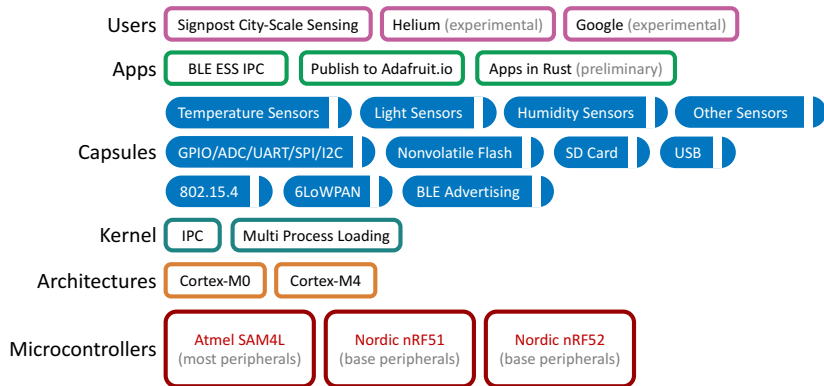 Users Signpost City-Scale Sensing Helium (experimental) Google (experimental)
Apps BLE ESS IPC Publish to Adafruit.io Apps in Rust (preliminary)
Temperature Sensors Light Sensors Humidity Sensors Other Sensors
Capsules GPIO/ADC/UART/SPI/I2C Nonvolatile Flash SD Card USB
802.15.4 6LoWPAN BLE Advertising
Kernel IPC Multi Process Loading
Architectures Cortex-M0 Cortex-M4
Microcontrollers Atmel SAM4L Nordic nRF51 Nordic nRF52
(most peripherals) (base peripherals) (base peripherals)